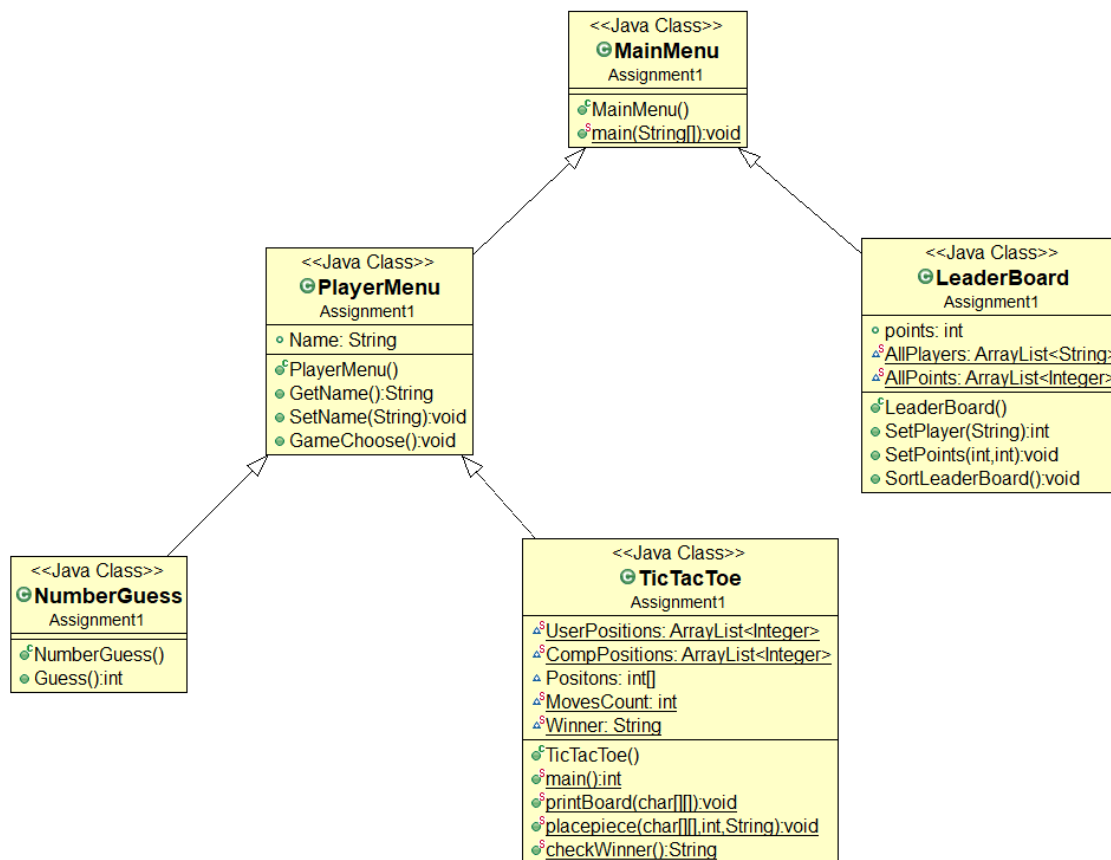 <<Java Class>>
MainMenu
Assignment1
MainMenu()
main(String[]):void
<<Java Class>>
PlayerMenu
Assignment1
Name: String
PlayerMenu()
GetName():String
SetName(String):void
GameChoose():void
<<Java Class>>
LeaderBoard
Assignment1
points: int
AllPlayers: ArrayList<String>
AllPoints: ArrayList<Integer>
LeaderBoard()
SetPlayer(String):int
SetPoints(int,int):void
SortLeaderBoard():void
<<Java Class>>
NumberGuess
Assignment1
NumberGuess()
Guess():int
<<Java Class>>
TicTacToe
Assignment1
UserPositions: ArrayList<Integer>
CompPositions: ArrayList<Integer>
Positons: int[]
MovesCount: int
Winner: String
TicTacToe()
main():int
printBoard(char[][]):void
placepiece(char[][],int,String):void
checkWinner():String